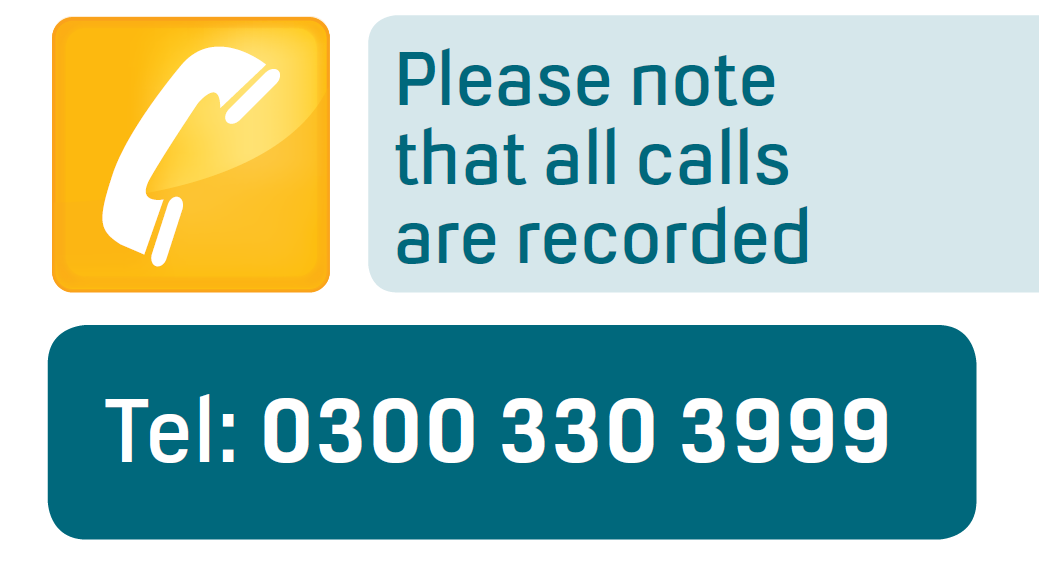 Please note
that all calls
are recorded
Tel: 0300 330 3999